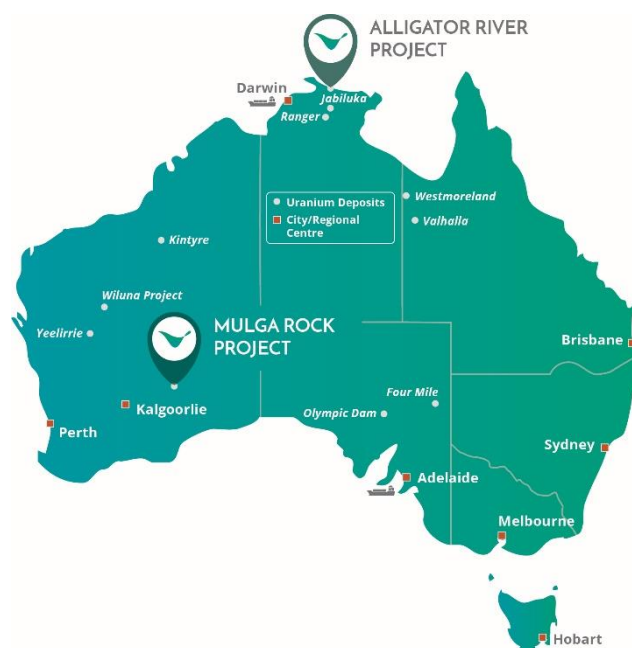 ALLIGATOR RIVER
PROJECT
Darwin
Jabiluka
Ranger
Westmoreland
Uranium Deposits
City/Regional
Centre
Valhalla
Kintyre
Wiluna Project
MULGA ROCK
PROJECT
Yeelirrie
Brisbane
Four Mile
Kalgoorlie
Olympic Dam
Perth
Sydney
Adelaide
Melbourne
Hobart